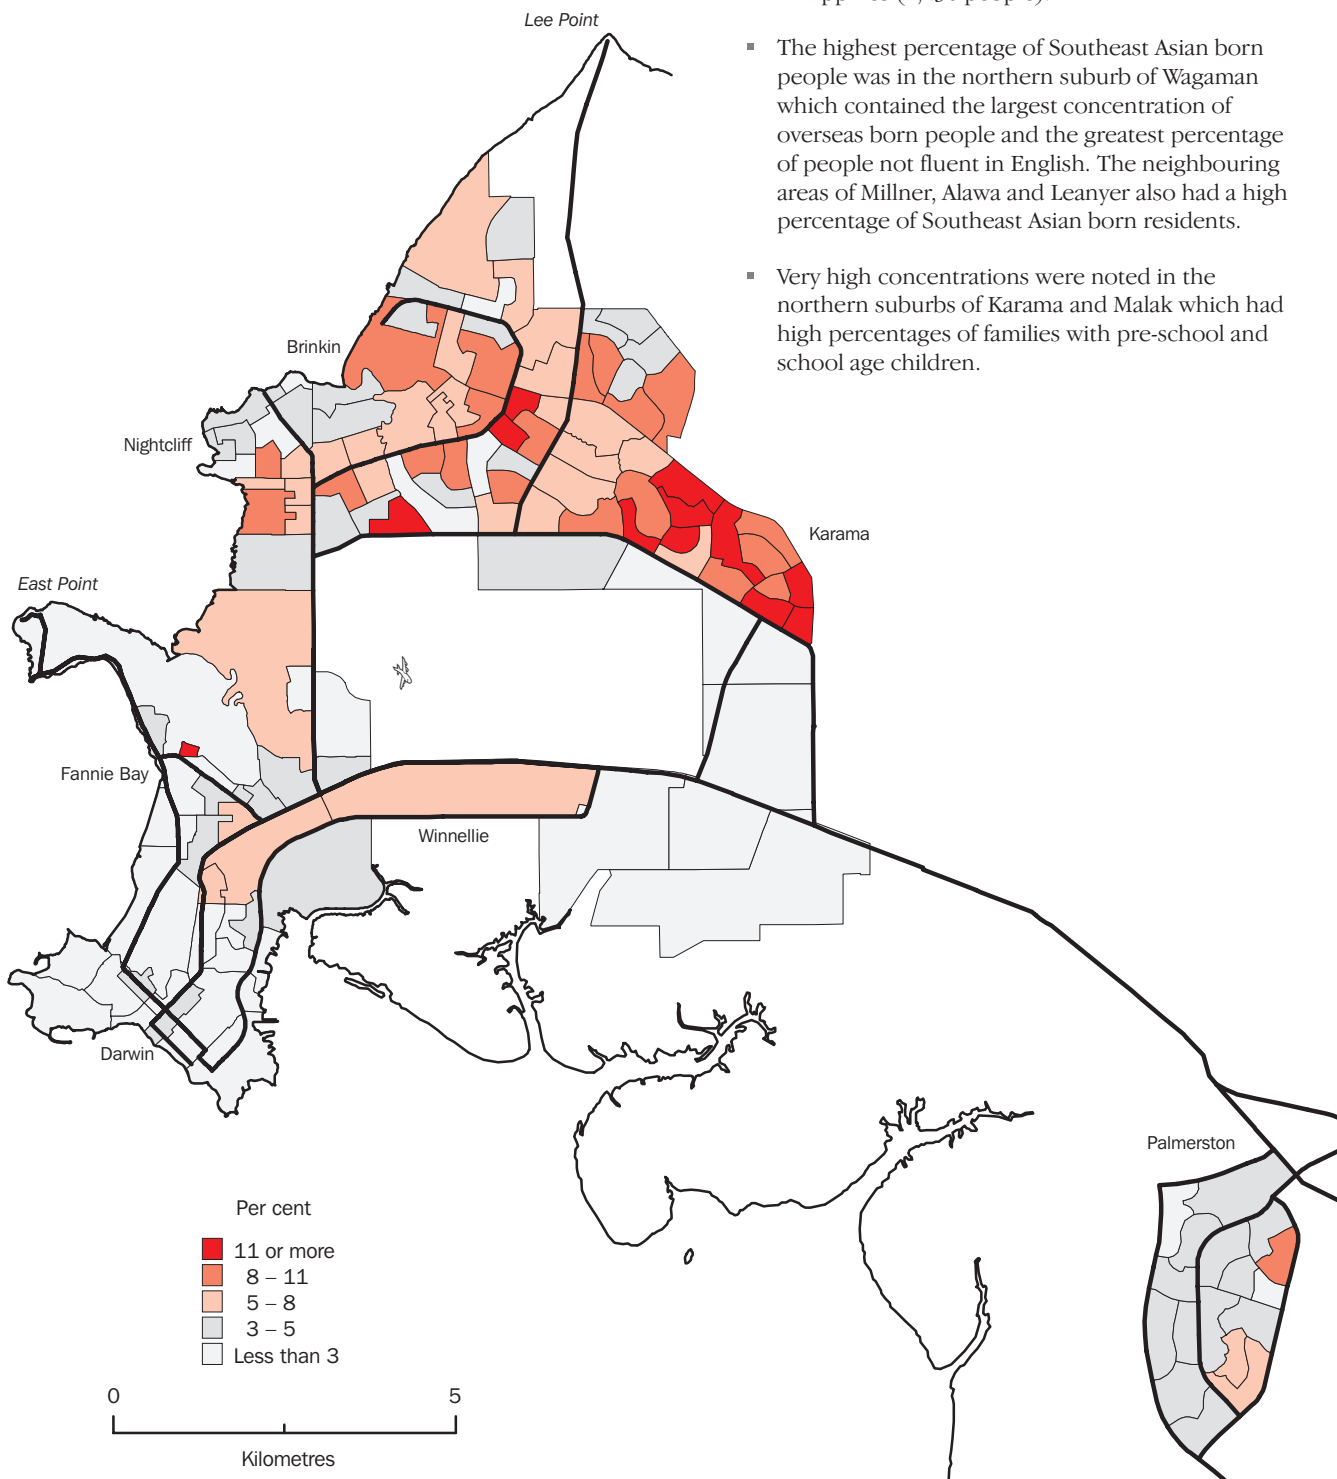 Lee Point
The highest percentage of Southeast Asian born
people was in the northern suburb of Wagaman
which contained the largest concentration of
overseas born people and the greatest percentage
of people not fluent in English. The neighbouring
areas of Millner, Alawa and Leanyer also had a high
percentage of Southeast Asian born residents.
Very high concentrations were noted in the
northern suburbs of Karama and Malak which had
high percentages of families with pre-school and
school age children.
Brinkin
Nightcliff
Karama
East Point
Fannie Bay
Winnellie
Darwin
Palmerston
Per cent
11 or more
8 – 11
5 – 8
3 – 5
Less than 3
0 5
Kilometres